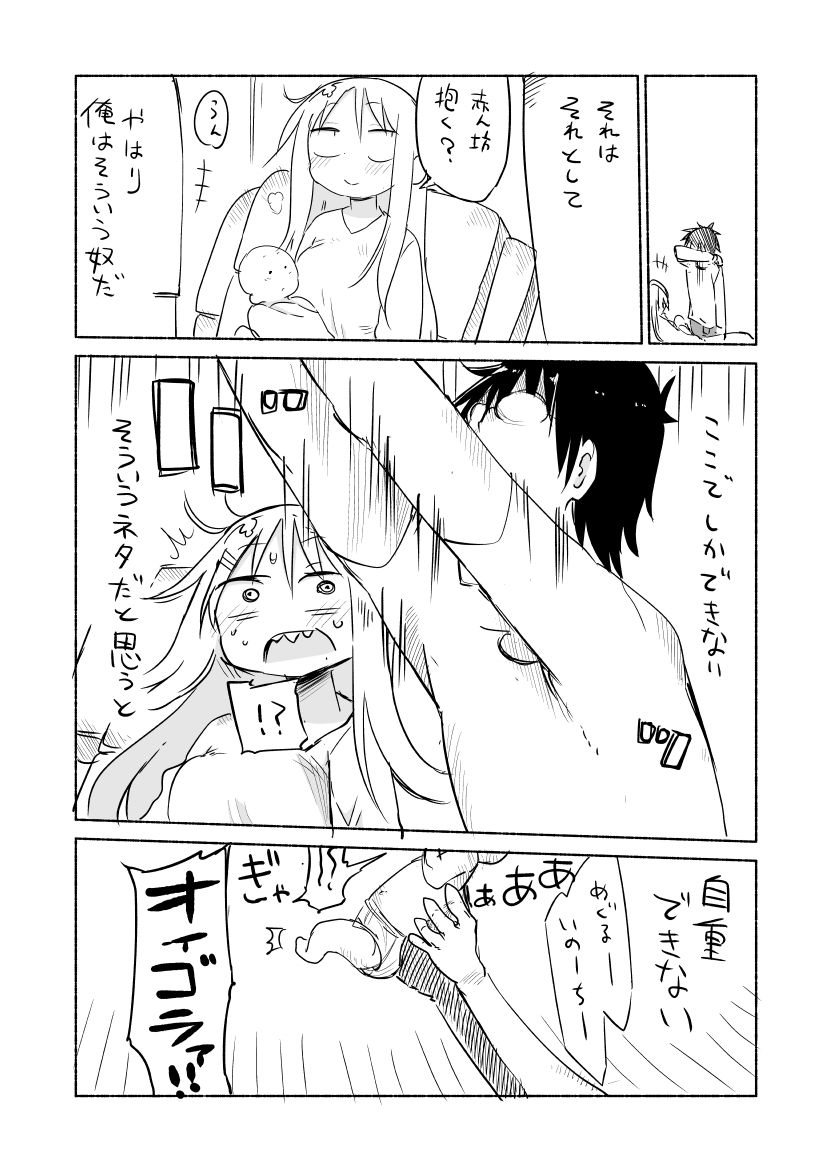 それは
それとして
赤ん坊
抱く？
うん
やはり
俺はそういう奴だ
ここでしかできない
そういうネタだと思うと
！？
自重
できない
めぐるー
いのーちー
ぎゃ
ぁああ
オイゴラァ!!